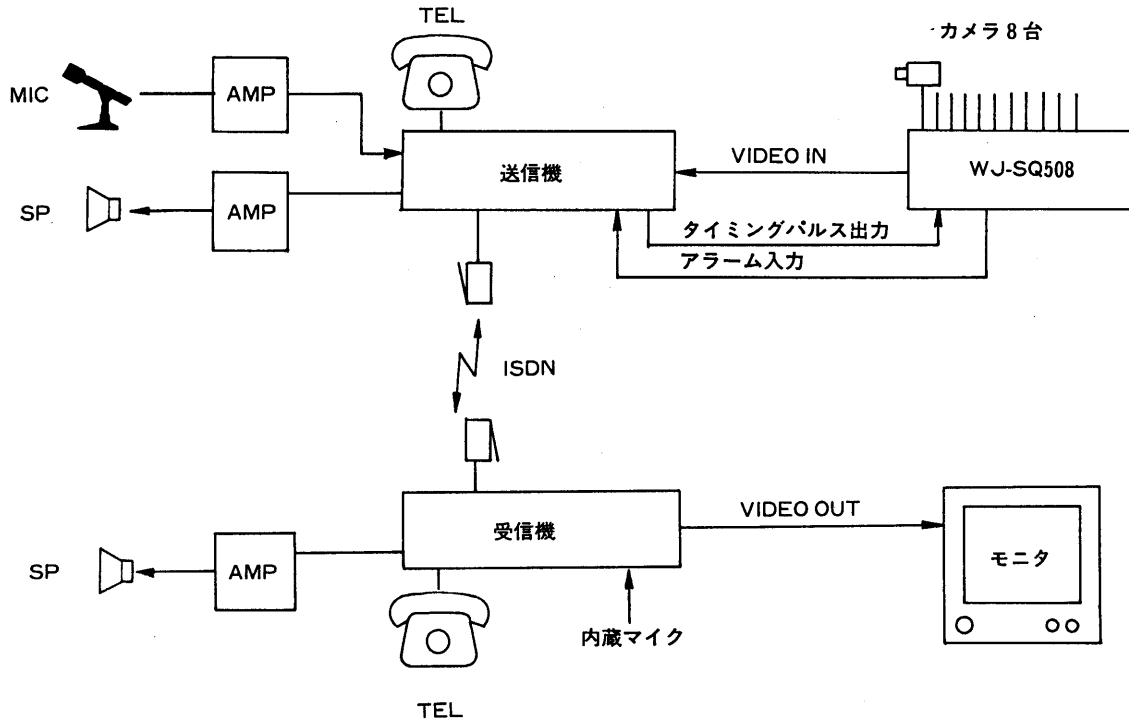 TEL
カメラ8台
MIC
AMP
送信機
VIDEO IN
WJ-SQ508
SP
AMP
タイミングパルス出力
アラーム入力
ISDN
受信機
VIDEO OUT
モニタ
SP
AMP
内蔵マイク
TEL